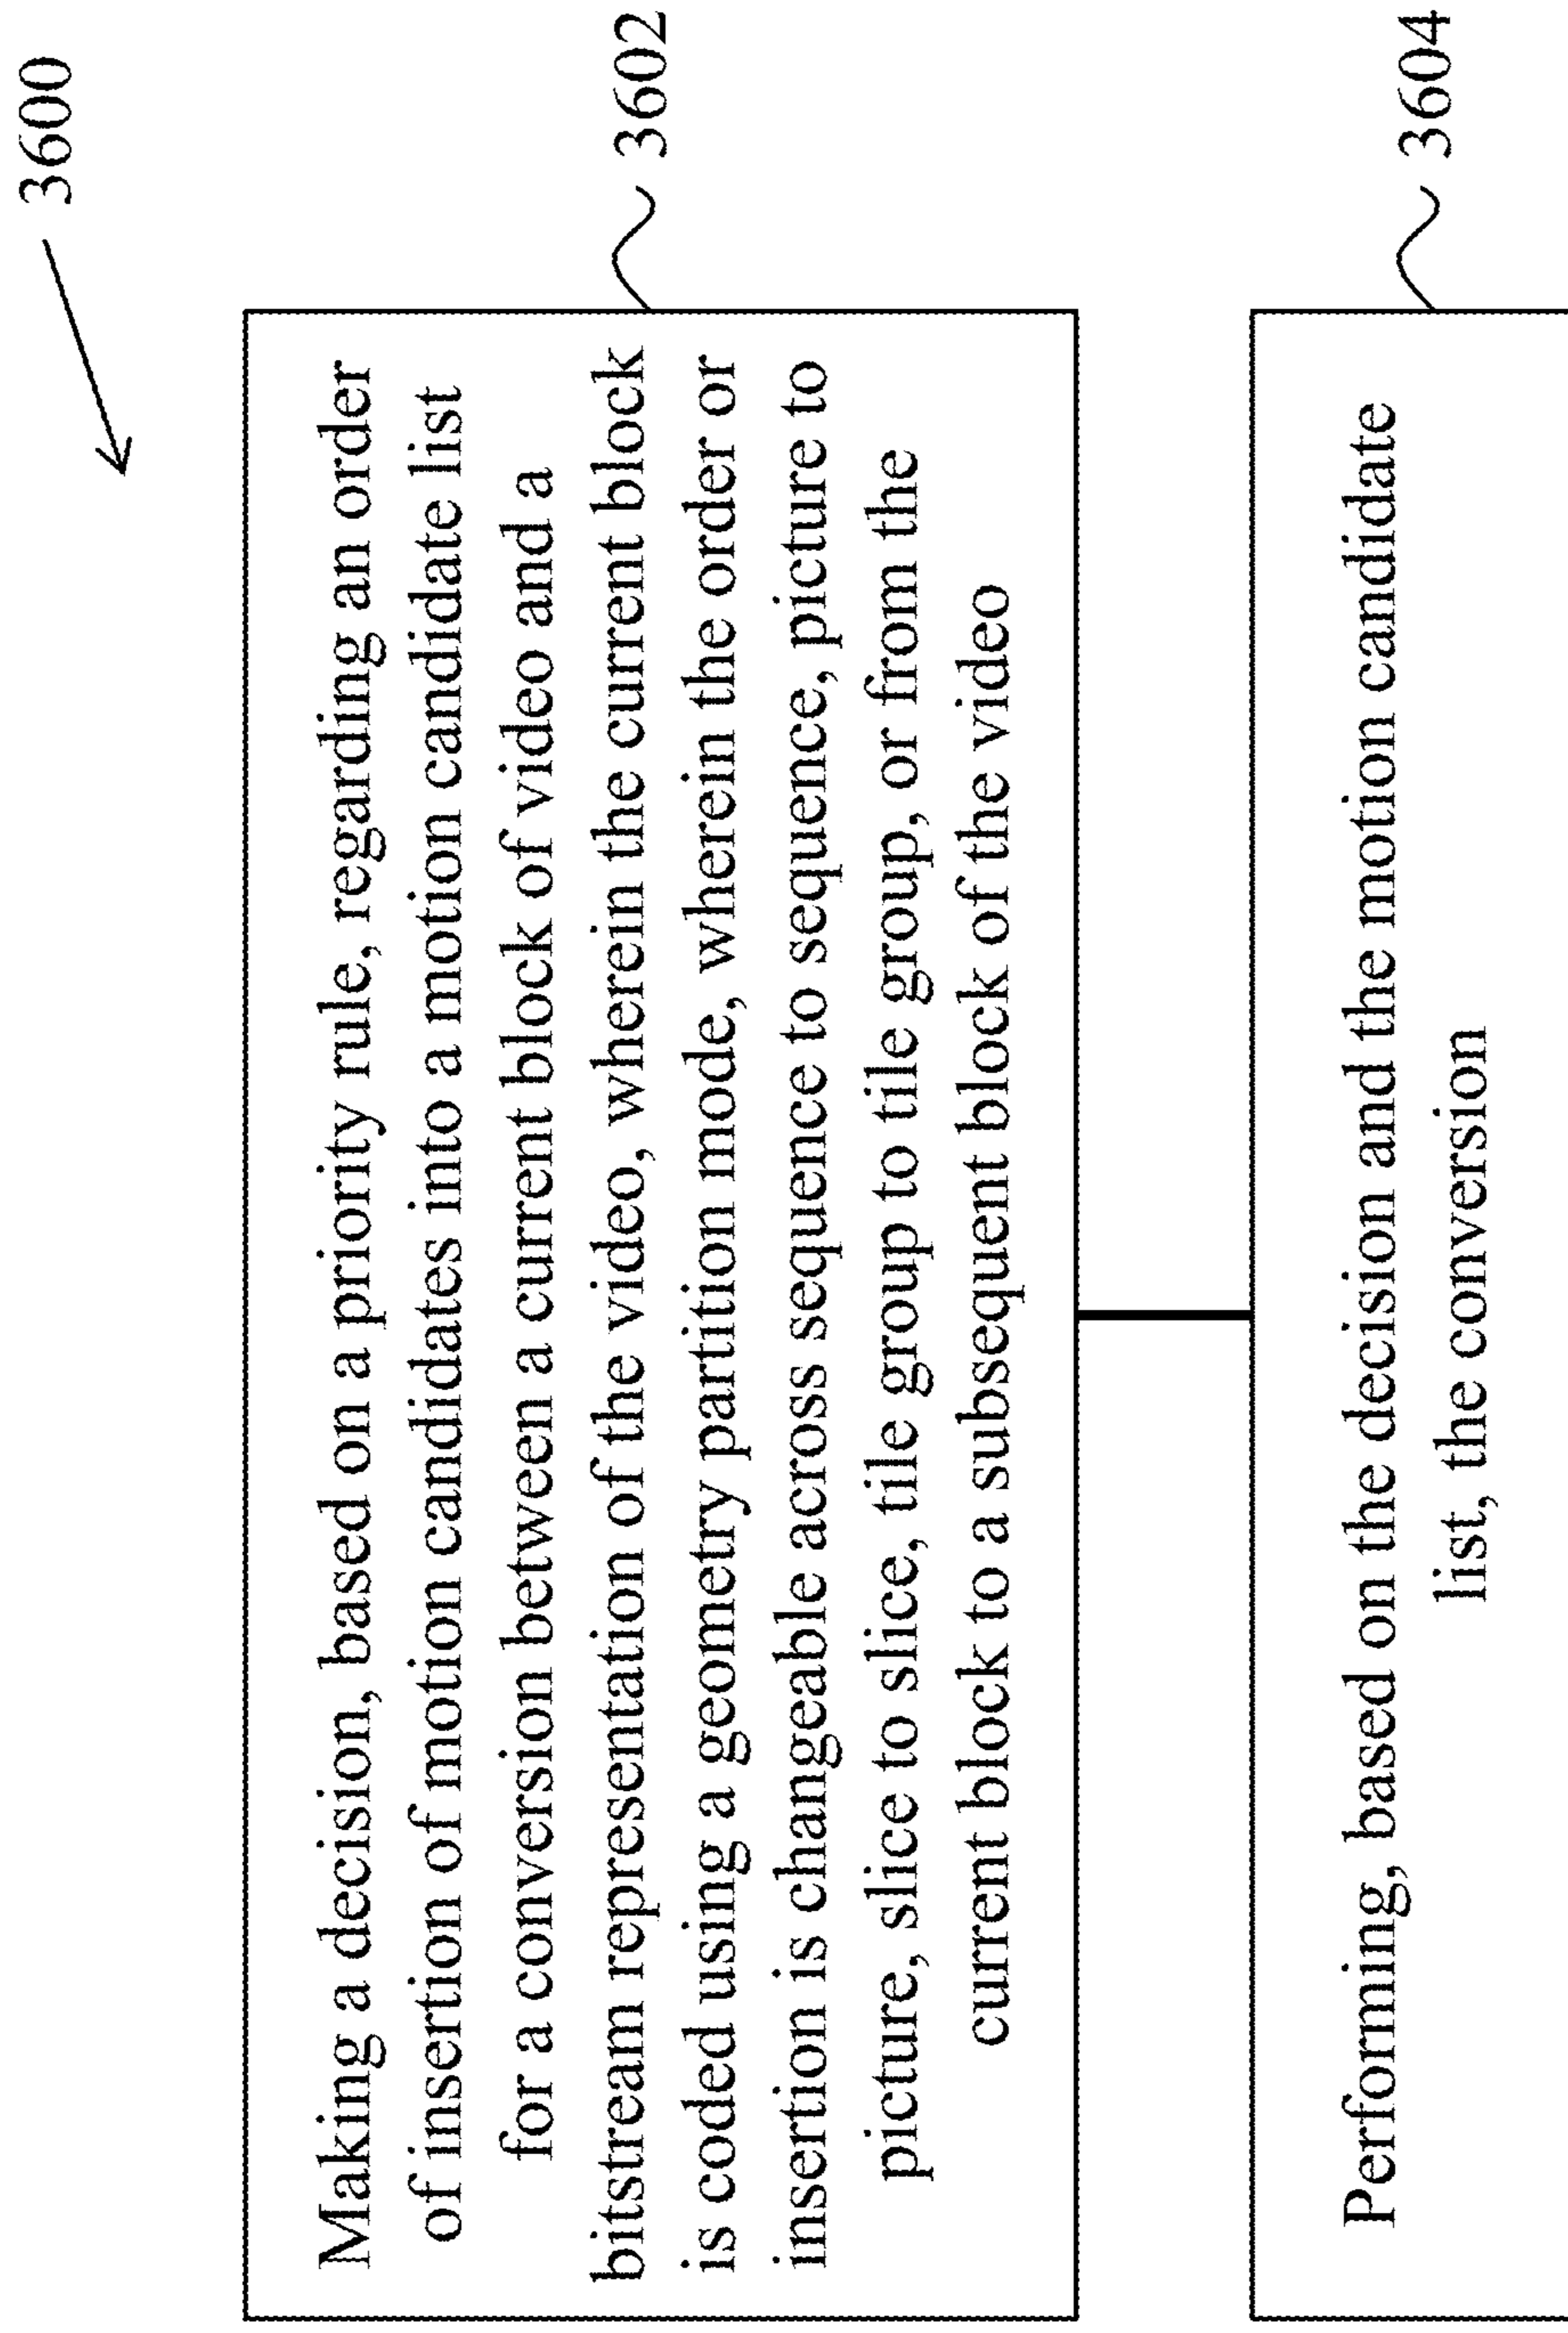 3600
Making a decision, based on a priority rule, regarding an order
of insertion of motion candidates into a motion candidate list
for a conversion between a current block of video and a
bitstream representation of the video, wherein the current block
is coded using a geometry partition mode, wherein the order or
insertion is changeable across sequence to sequence, picture to
picture, slice to slice, tile group to tile group, or from the
current block to a subsequent block of the video
3602
Performing, based on the decision and the motion candidate
list, the conversion
3604